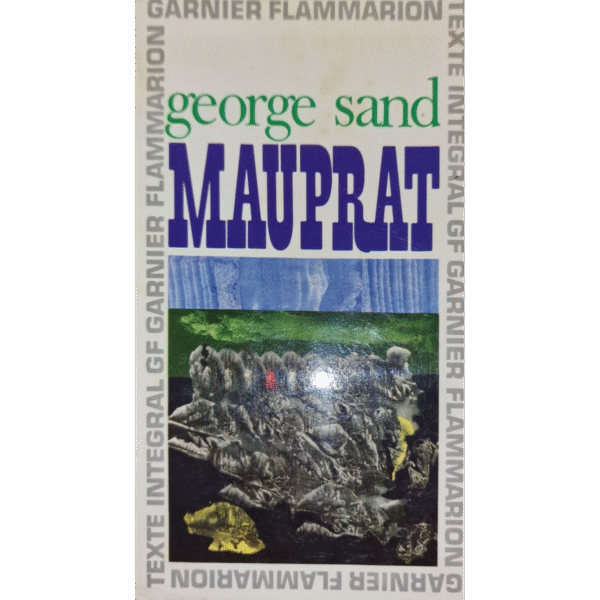 GARNIER FLAMMARION
TEXTE INTEGRAL GF GARNIER FLAMMARION
george sand
MAUPRAT
TEXTE INTEGRAL GF GARNIER FLAMMARION
GARNIER FLAMMARION